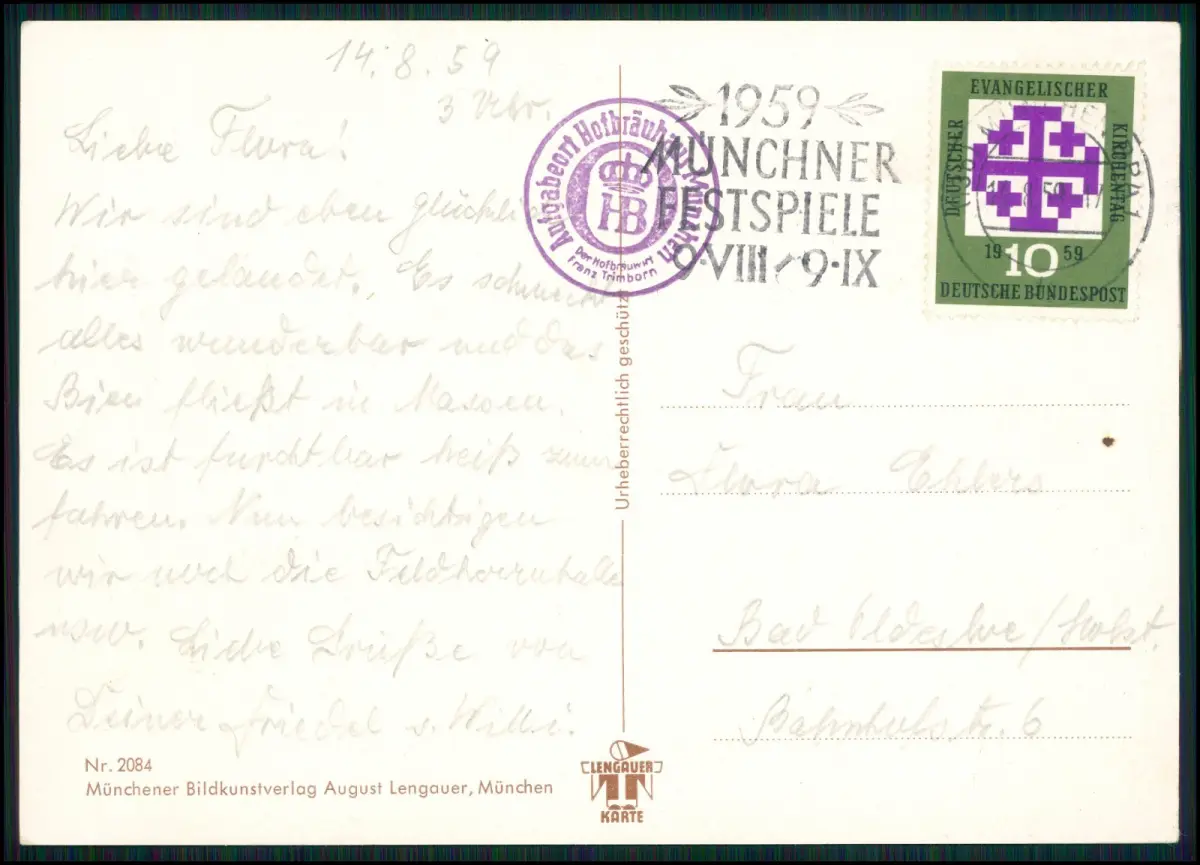 14.8.59
3 Uhr.
Liebe Flora!
Wir sind eben glücklich
hier gelandet. Es schmeckt
alles wunderbar und das
Bier fließt in Massen.
Es ist furchtbar heiß zum
fahren. Nun besichtigen
wir noch die Feldherrnhalle
usw. Liebe Grüße von
Deiner Friedel u. Willi.
Nr. 2084
Münchener Bildkunstverlag August Lengauer, München
Urheberrechtlich geschützt
LENGAUER
KARTE
Aufgabeort Hofbräuhaus München
HB
Der Hofbräuwirt
Franz Trimborn
1959
MÜNCHNER
FESTSPIELE
9·VIII-9·IX
DEUTSCHER
EVANGELISCHER
KIRCHENTAG
1959
10
DEUTSCHE BUNDESPOST
Frau
Flora Ehlers
Bad Oldesloe/Holst.
Bahnhofstr. 6